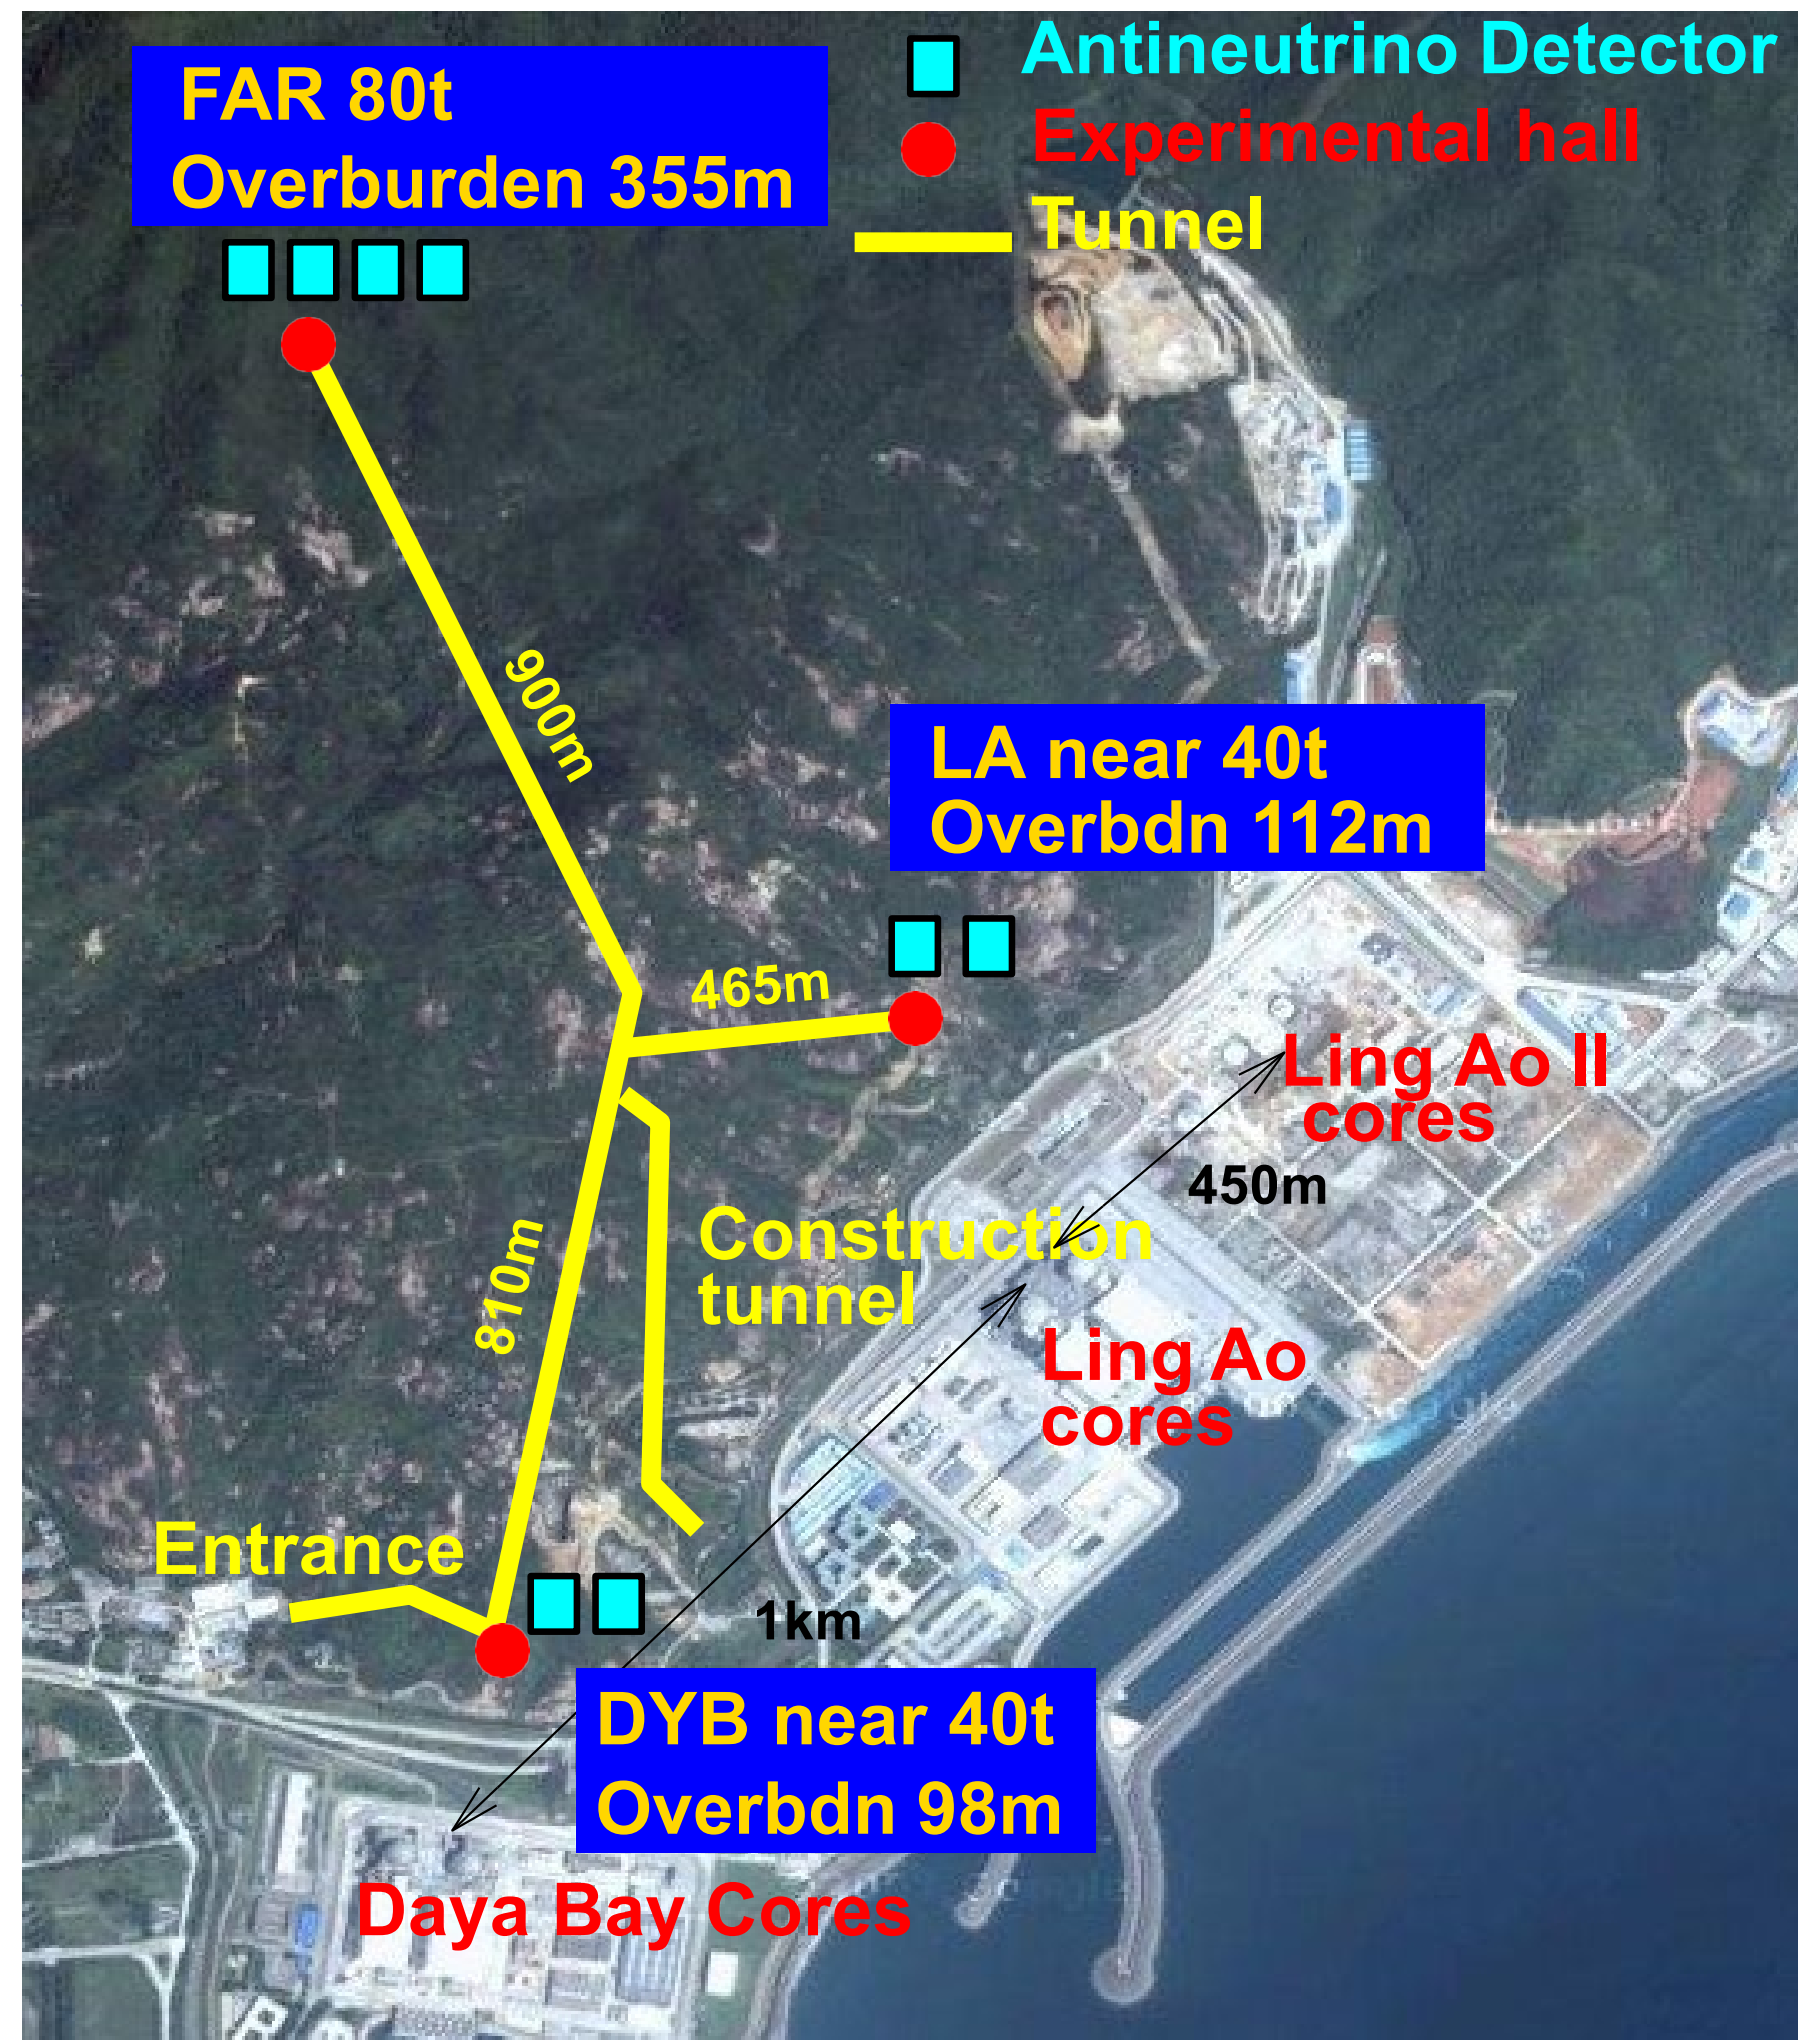 FAR 80t
Overburden 355m
Antineutrino Detector
Experimental hall
Tunnel
900m
LA near 40t
Overbdn 112m
465m
Ling Ao II
cores
450m
Construction
tunnel
810m
Ling Ao
cores
Entrance
1km
DYB near 40t
Overbdn 98m
Daya Bay Cores